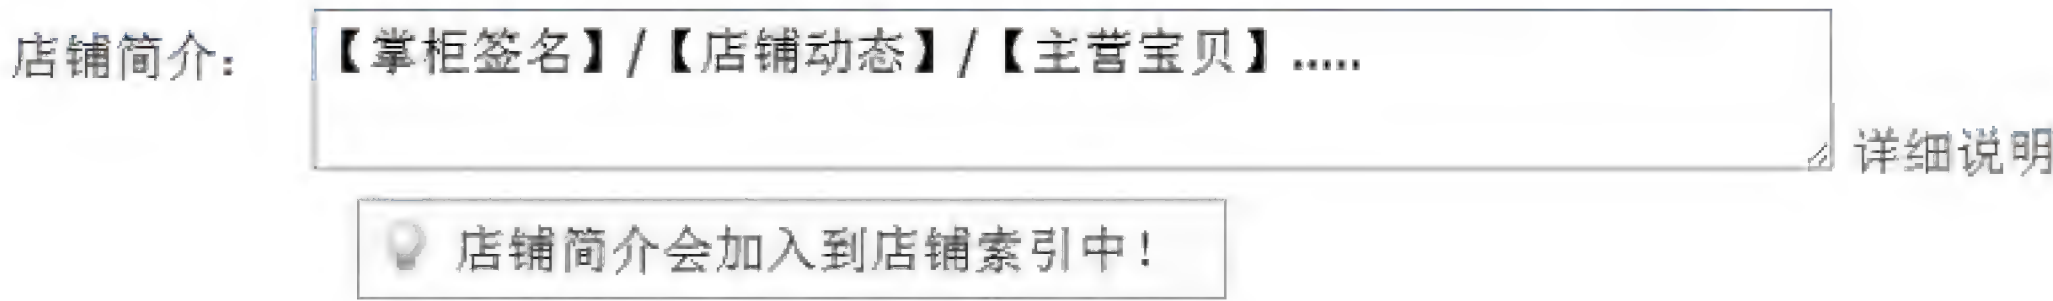 店铺简介： 【掌柜签名】/【店铺动态】/【主营宝贝】.....
详细说明
店铺简介会加入到店铺索引中！